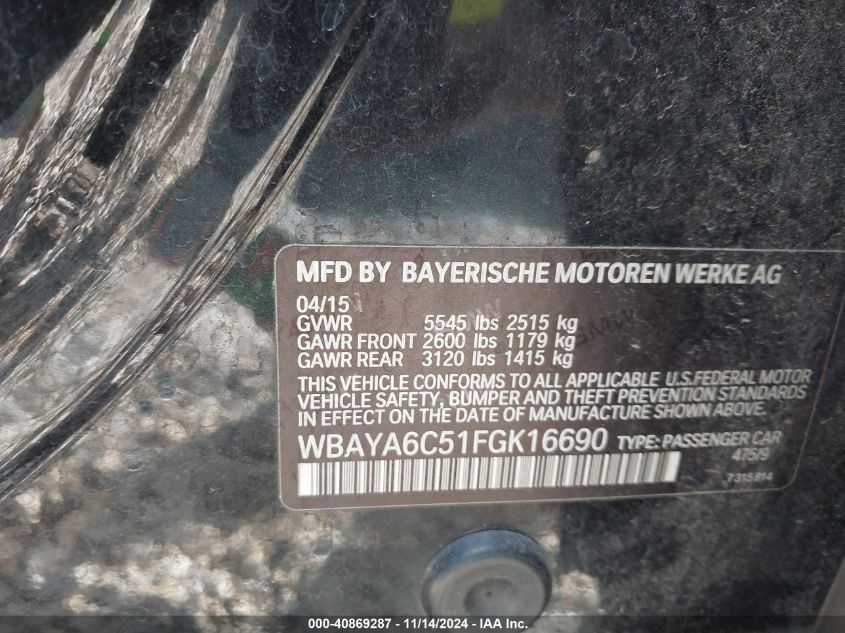 MFD BY BAYERISCHE MOTOREN WERKE AG
04/15
GVWR 5545 lbs 2515 kg
GAWR FRONT 2600 lbs 1179 kg
GAWR REAR 3120 lbs 1415 kg
THIS VEHICLE CONFORMS TO ALL APPLICABLE U.S.FEDERAL MOTOR
VEHICLE SAFETY, BUMPER AND THEFT PREVENTION STANDARDS
IN EFFECT ON THE DATE OF MANUFACTURE SHOWN ABOVE.
WBAYA6C51FGK16690 TYPE: PASSENGER CAR
475/9
7315814
000-40869287 - 11/14/2024 - IAA Inc.